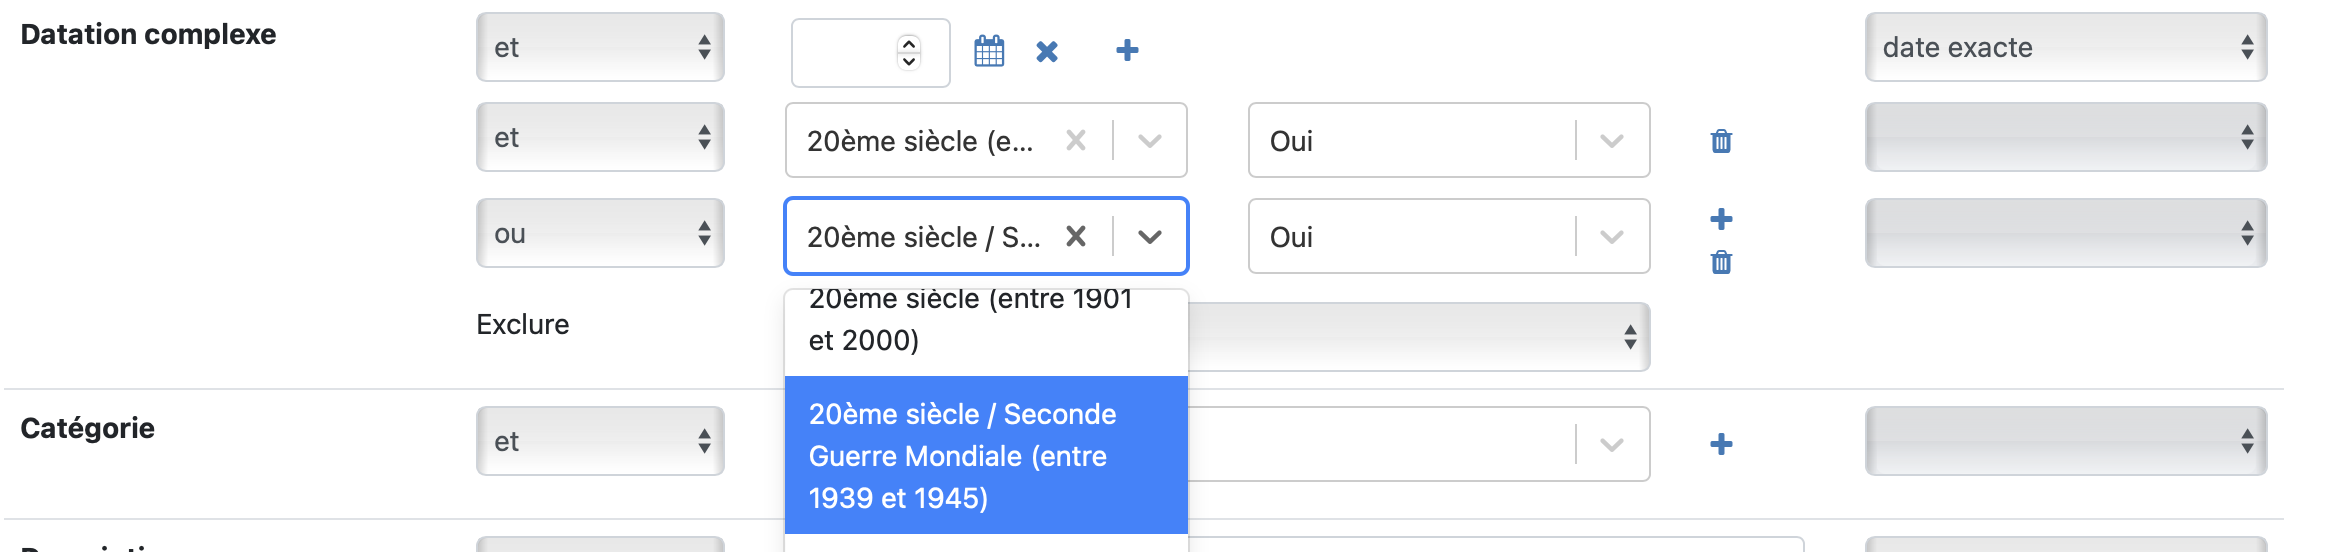 Datation complexe
et
date exacte
et
20ème siècle (e...
Oui
ou
20ème siècle / S...
Oui
Exclure
20ème siècle (entre 1901
et 2000)
20ème siècle / Seconde
Guerre Mondiale (entre
1939 et 1945)
Catégorie
et